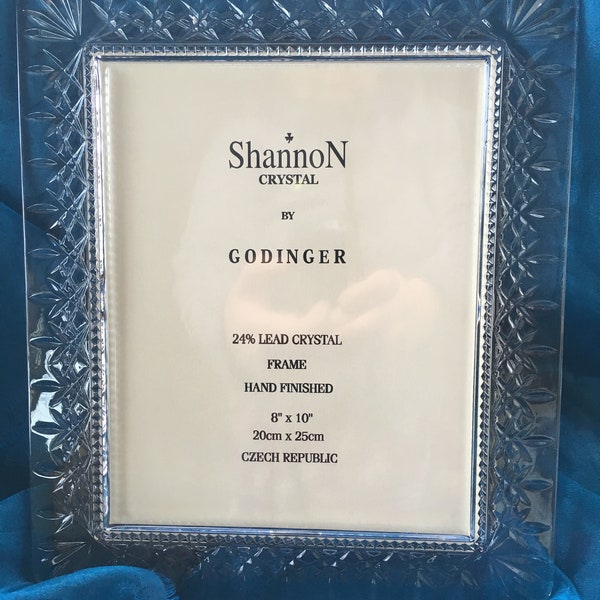 ShannoN
CRYSTAL
BY
GODINGER
24% LEAD CRYSTAL
FRAME
HAND FINISHED
8" x 10"
20cm x 25cm
CZECH REPUBLIC